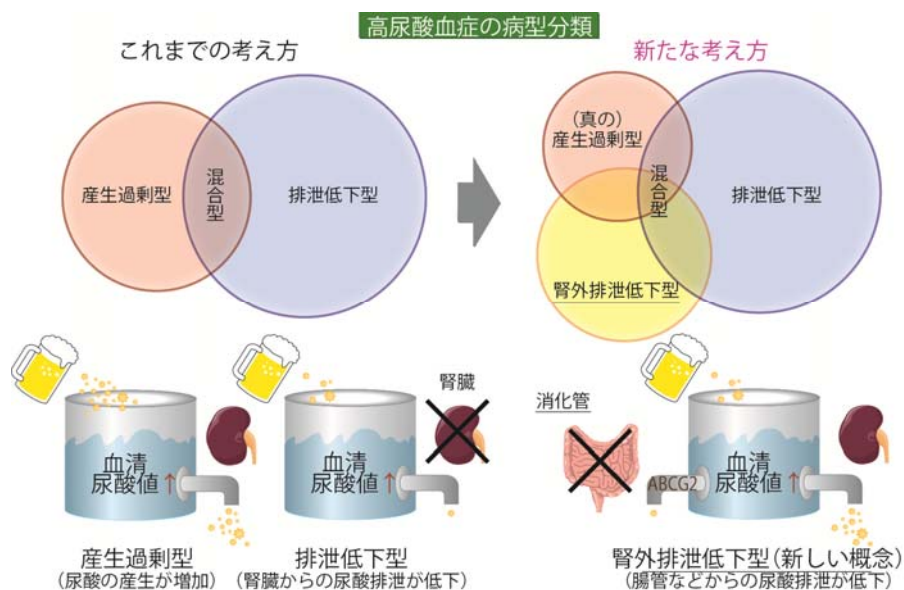 高尿酸血症の病型分類
これまでの考え方
新たな考え方
産生過剰型
混合型
排泄低下型
(真の)
産生過剰型
混合型
排泄低下型
腎外排泄低下型
血清
尿酸値↑
腎臓
血清
尿酸値↑
消化管
ABCG2
血清
尿酸値↑
産生過剰型
(尿酸の産生が増加)
排泄低下型
(腎臓からの尿酸排泄が低下)
腎外排泄低下型(新しい概念)
(腸管などからの尿酸排泄が低下)